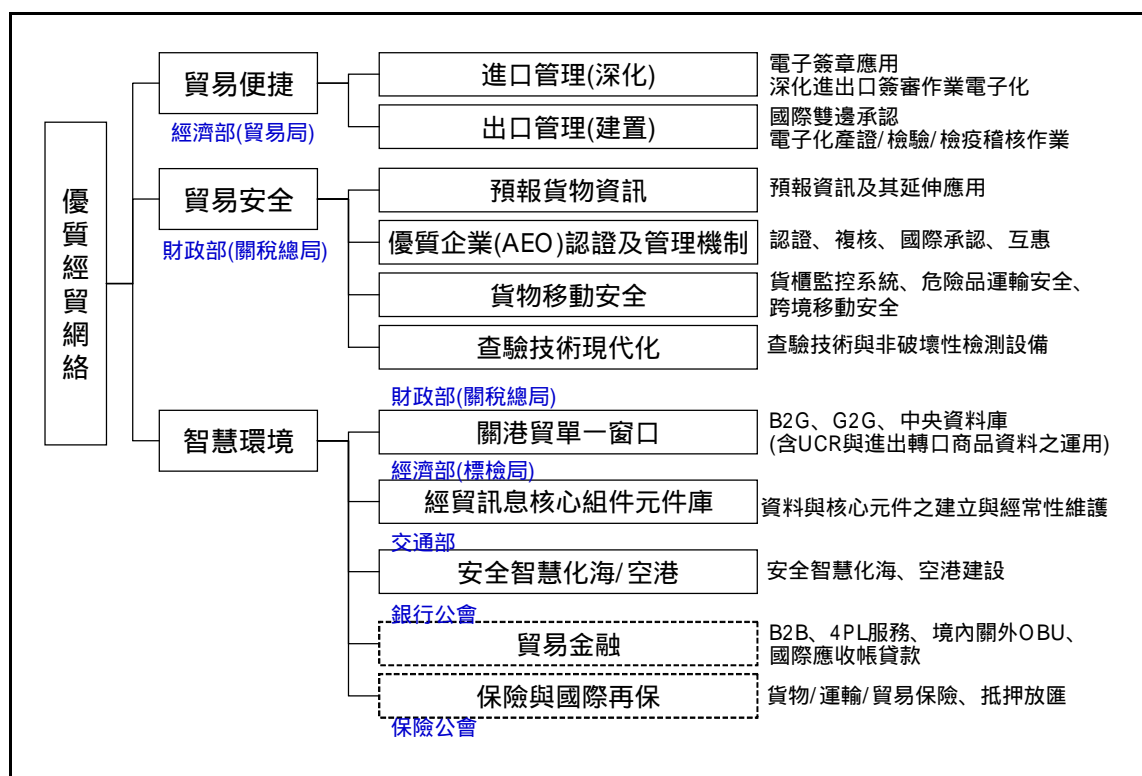 優質經貿網絡
貿易便捷
經濟部(貿易局)
進口管理(深化)
電子簽章應用
深化進出口簽審作業電子化
出口管理(建置)
國際雙邊承認
電子化產證/檢驗/檢疫稽核作業
貿易安全
財政部(關稅總局)
預報貨物資訊
預報資訊及其延伸應用
優質企業(AEO)認證及管理機制
認證、複核、國際承認、互惠
貨物移動安全
貨櫃監控系統、危險品運輸安全、
跨境移動安全
查驗技術現代化
查驗技術與非破壞性檢測設備
智慧環境
財政部(關稅總局)
關港貿單一窗口
B2G、G2G、中央資料庫
(含UCR與進出轉口商品資料之運用)
經濟部(標檢局)
經貿訊息核心組件元件庫
資料與核心元件之建立與經常性維護
交通部
安全智慧化海/空港
安全智慧化海、空港建設
銀行公會
貿易金融
B2B、4PL服務、境內關外OBU、
國際應收帳貸款
保險與國際再保
貨物/運輸/貿易保險、抵押放匯
保險公會